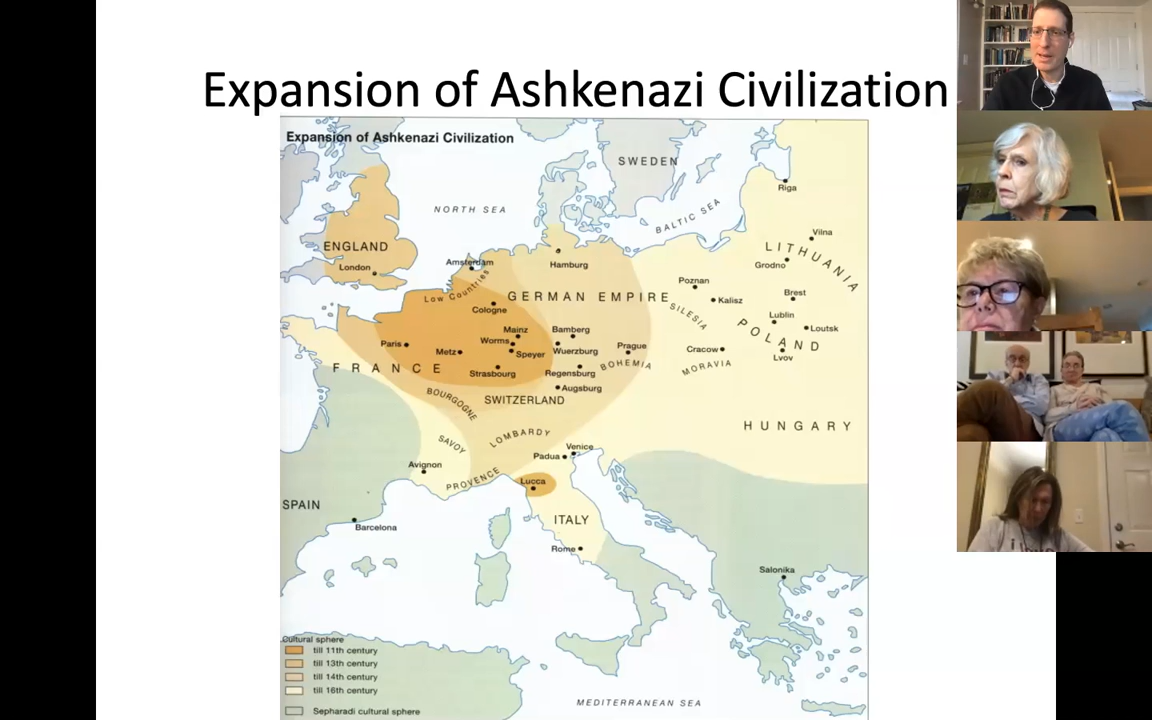 Expansion of Ashkenazi Civilization
Expansion of Ashkenazi Civilization
SWEDEN
NORTH SEA
BALTIC SEA
Riga
Vilna
LITHUANIA
Grodno
ENGLAND
London
Amsterdam
Hamburg
Low Countries
GERMAN EMPIRE
Cologne
Poznan
Kalisz
Brest
SILESIA
Lublin
POLAND
Loutsk
Lvov
Mainz
Worms
Speyer
Bamberg
Wuerzburg
Prague
BOHEMIA
Cracow
MORAVIA
Paris
Metz
FRANCE
Strasbourg
Regensburg
Augsburg
BOURGOGNE
SWITZERLAND
HUNGARY
SAVOY
LOMBARDY
Venice
Padua
Avignon
PROVENCE
Lucca
SPAIN
Barcelona
ITALY
Rome
Salonika
Cultural sphere
till 11th century
till 13th century
till 14th century
till 16th century
Sepharadi cultural sphere
MEDITERRANEAN SEA